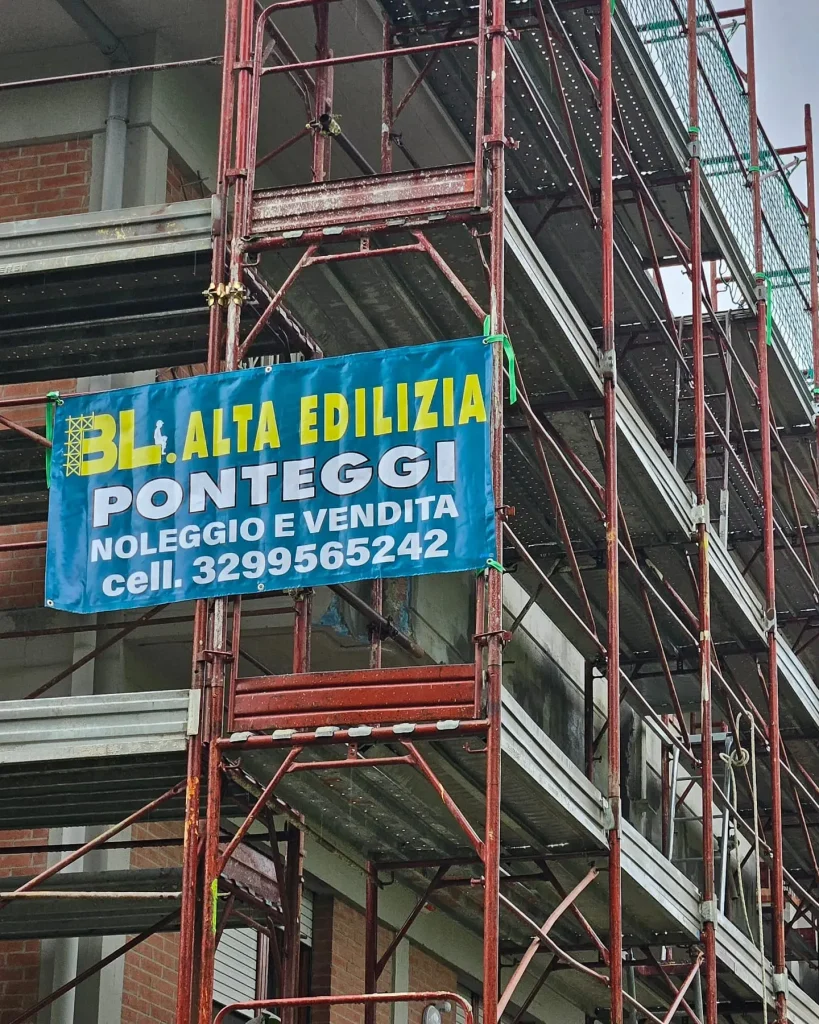 BL. ALTA EDILIZIA
PONTEGGI
NOLEGGIO E VENDITA
cell. 3299565242